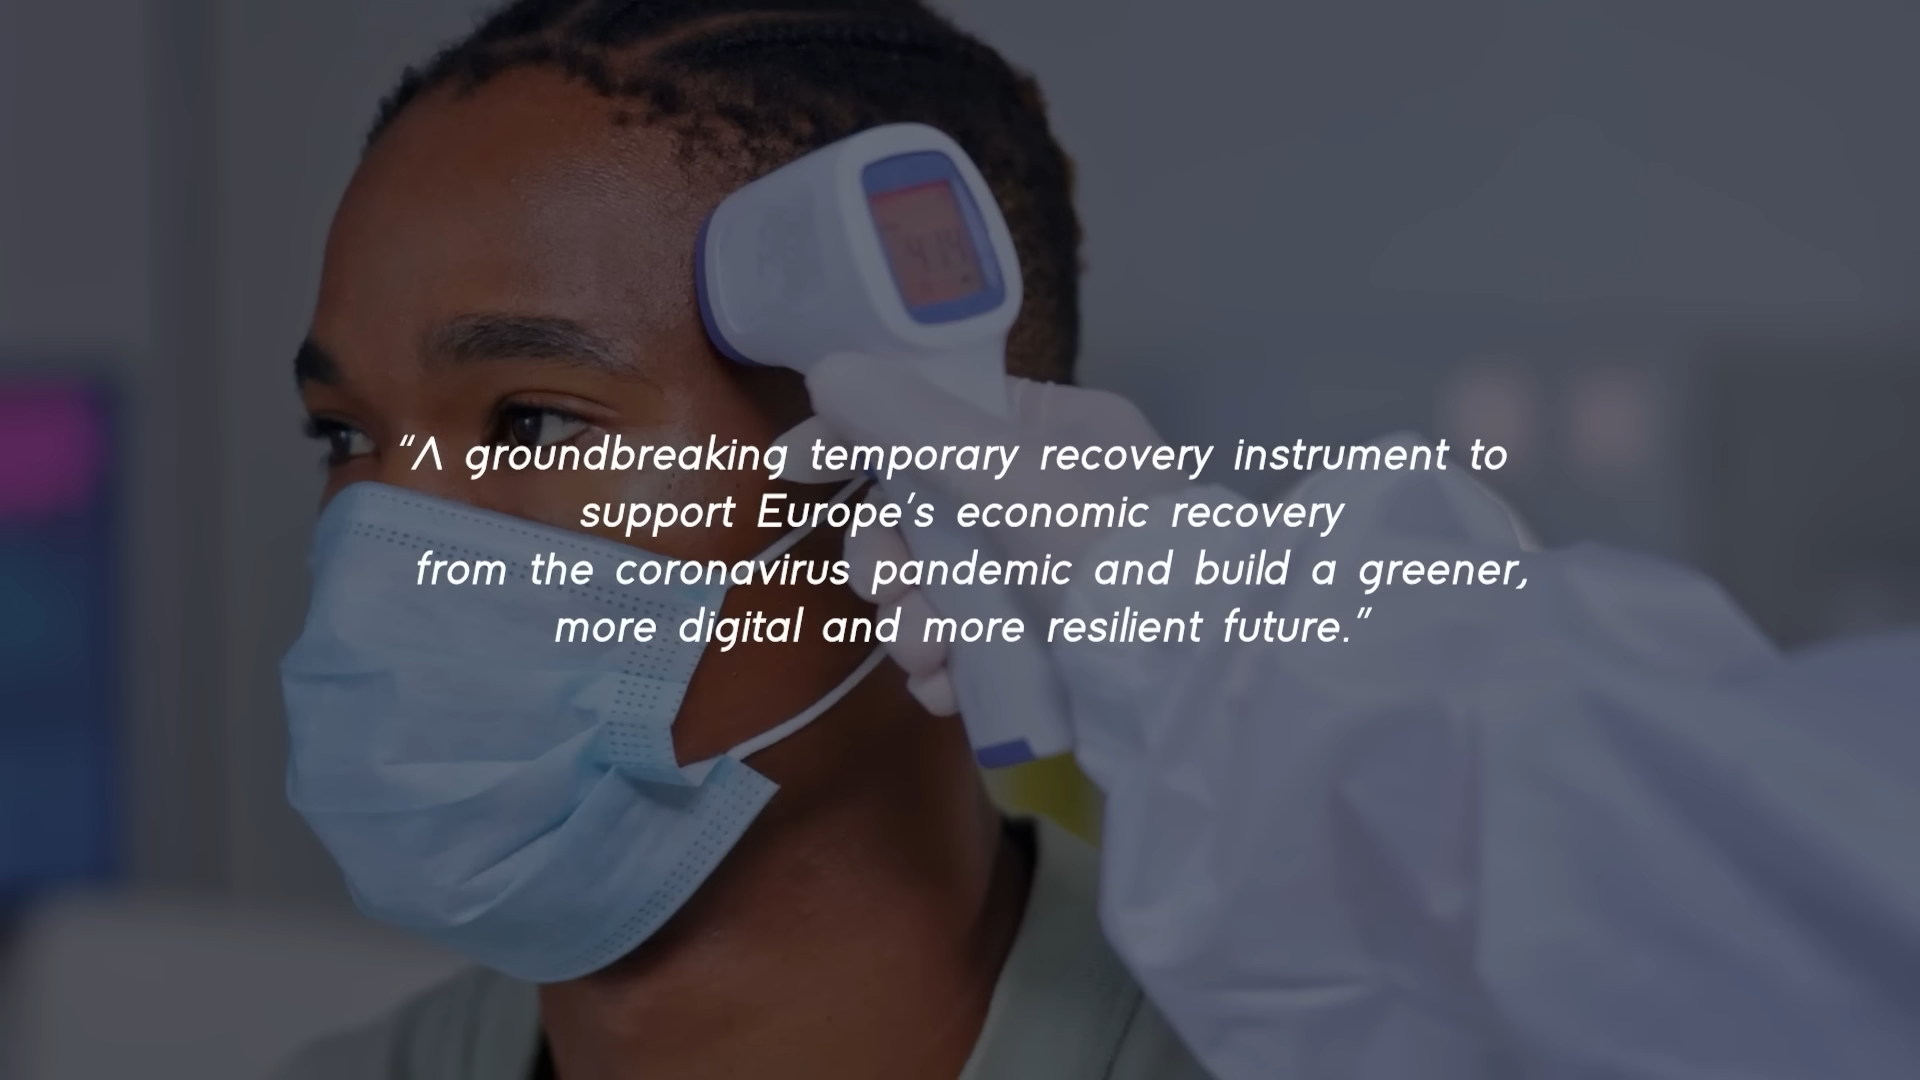 “A groundbreaking temporary recovery instrument to
support Europe’s economic recovery
from the coronavirus pandemic and build a greener,
more digital and more resilient future.”